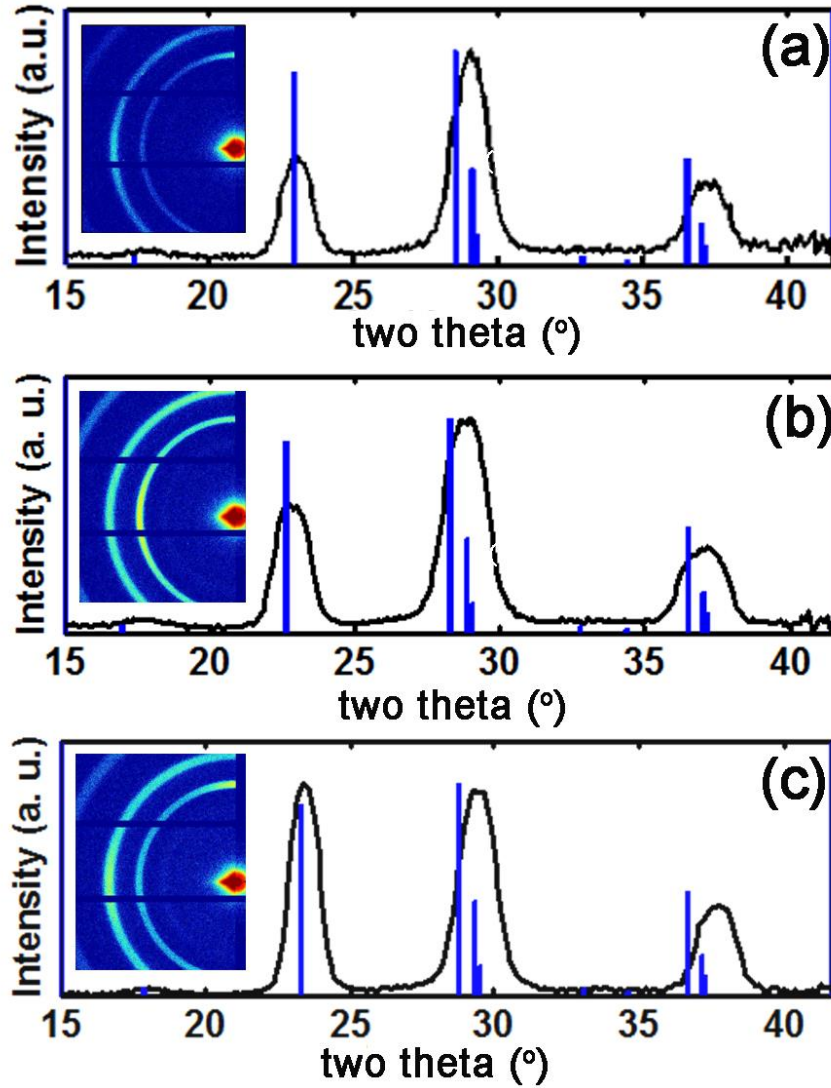 Intensity (a.u.)
(a)
15 20 25 30 35 40
two theta (º)
Intensity (a. u.)
(b)
15 20 25 30 35 40
two theta (º)
Intensity (a. u.)
(c)
15 20 25 30 35 40
two theta (º)